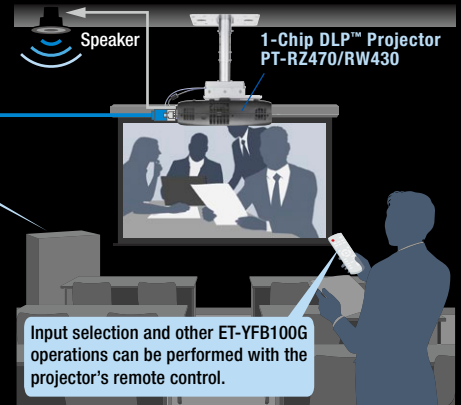 Speaker
1-Chip DLP™ Projector
PT-RZ470/RW430
Input selection and other ET-YFB100G
operations can be performed with the
projector's remote control.